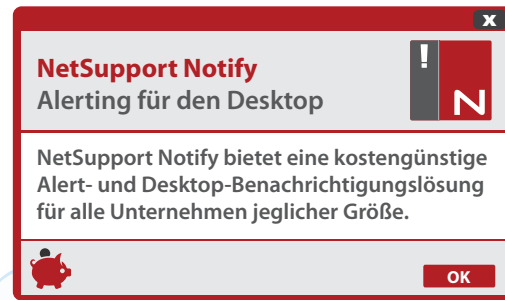 X
NetSupport Notify
Alerting für den Desktop
!
N
NetSupport Notify bietet eine kostengünstige
Alert- und Desktop-Benachrichtigungslösung
für alle Unternehmen jeglicher Größe.
OK